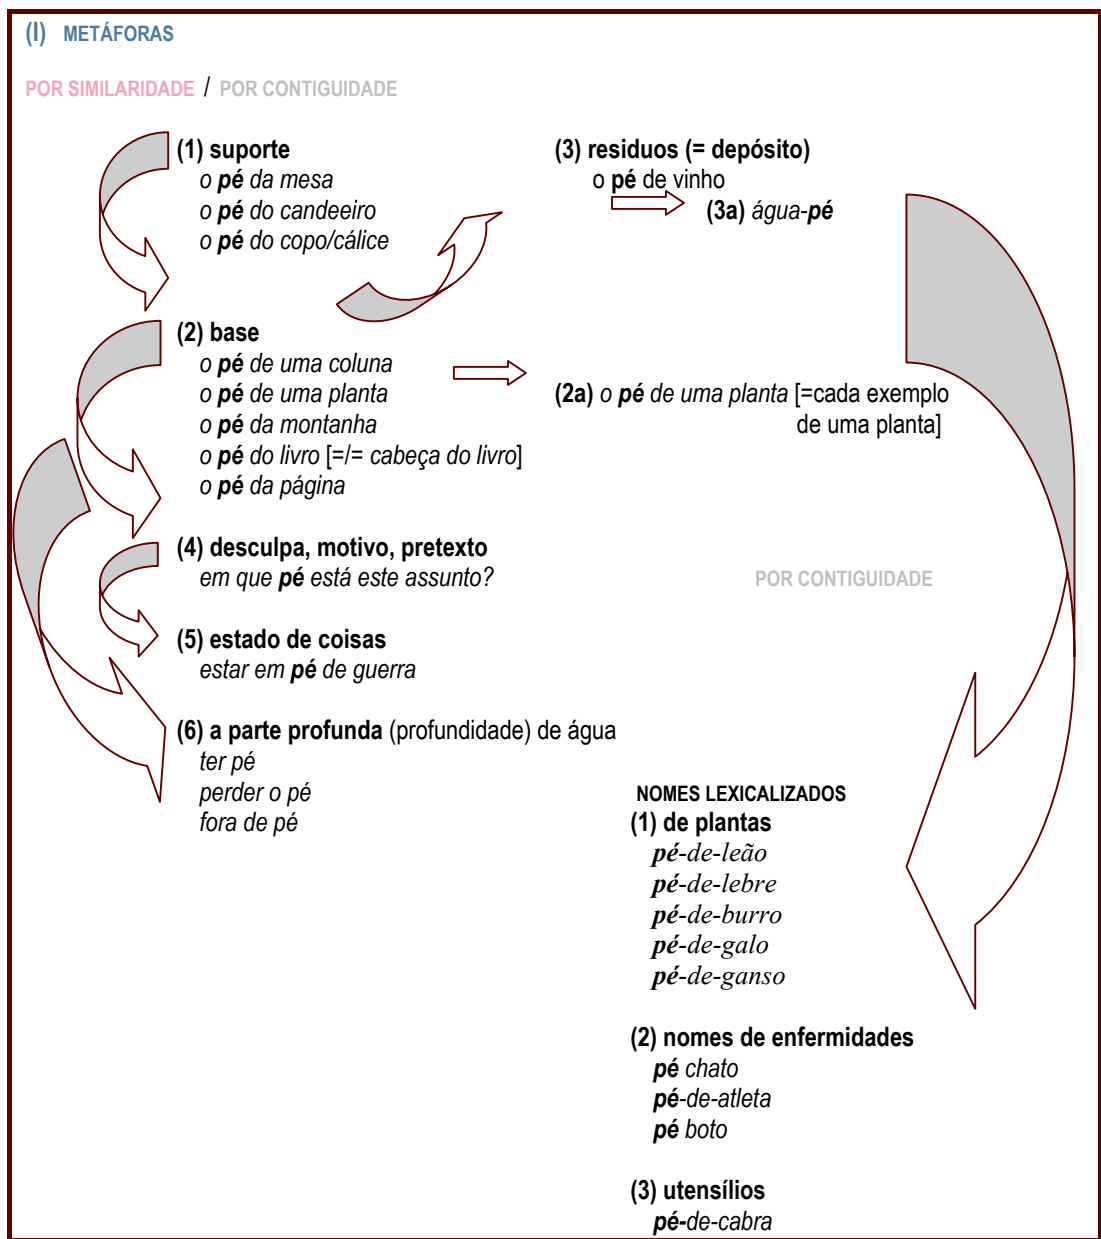 (I) METÁFORAS
POR SIMILARIDADE / POR CONTIGUIDADE
(1) suporte
o pé da mesa
o pé do candeeiro
o pé do copo/cálice
(3) residuos (= depósito)
o pé de vinho
(3a) água-pé
(2) base
o pé de uma coluna
o pé de uma planta
o pé da montanha
o pé do livro [=/= cabeça do livro]
o pé da página
(2a) o pé de uma planta [=cada exemplo
de uma planta]
(4) desculpa, motivo, pretexto
em que pé está este assunto?
POR CONTIGUIDADE
(5) estado de coisas
estar em pé de guerra
(6) a parte profunda (profundidade) de água
ter pé
perder o pé
fora de pé
NOMES LEXICALIZADOS
(1) de plantas
pé-de-leão
pé-de-lebre
pé-de-burro
pé-de-galo
pé-de-ganso
(2) nomes de enfermidades
pé chato
pé-de-atleta
pé boto
(3) utensílios
pé-de-cabra